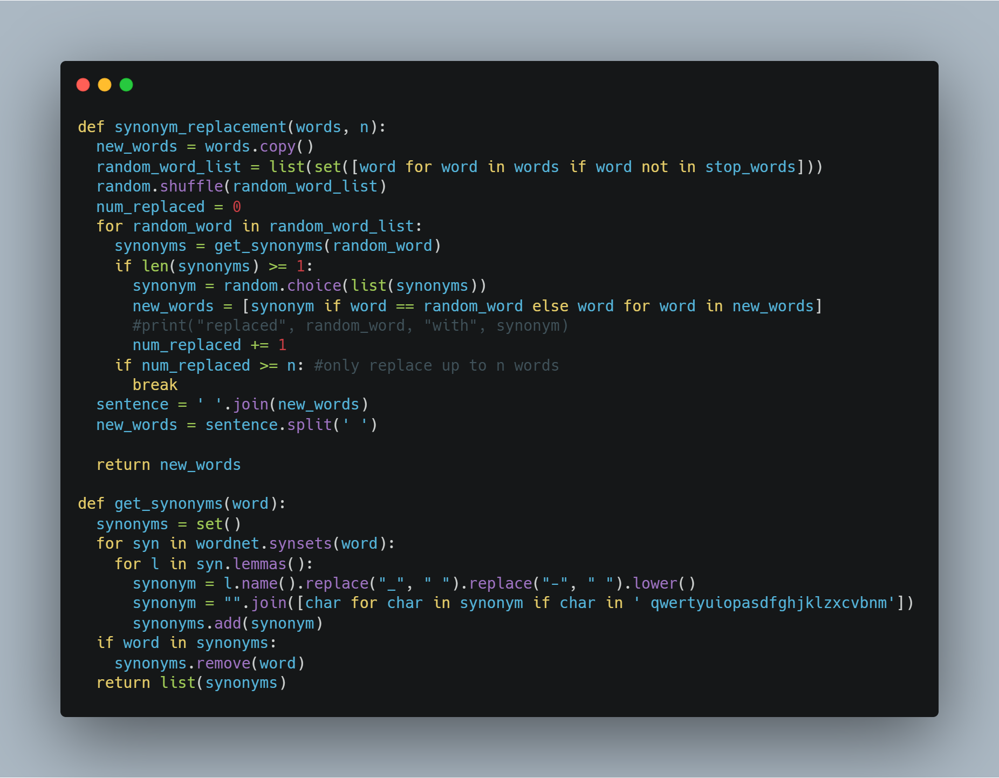 def synonym_replacement(words, n):
  new_words = words.copy()
  random_word_list = list(set([word for word in words if word not in stop_words]))
  random.shuffle(random_word_list)
  num_replaced = 0
  for random_word in random_word_list:
    synonyms = get_synonyms(random_word)
    if len(synonyms) >= 1:
      synonym = random.choice(list(synonyms))
      new_words = [synonym if word == random_word else word for word in new_words]
      #print("replaced", random_word, "with", synonym)
      num_replaced += 1
    if num_replaced >= n: #only replace up to n words
      break
  sentence = ' '.join(new_words)
  new_words = sentence.split(' ')

  return new_words

def get_synonyms(word):
  synonyms = set()
  for syn in wordnet.synsets(word):
    for l in syn.lemmas():
      synonym = l.name().replace("_", " ").replace("-", " ").lower()
      synonym = "".join([char for char in synonym if char in ' qwertyuiopasdfghjklzxcvbnm'])
      synonyms.add(synonym)
  if word in synonyms:
    synonyms.remove(word)
  return list(synonyms)